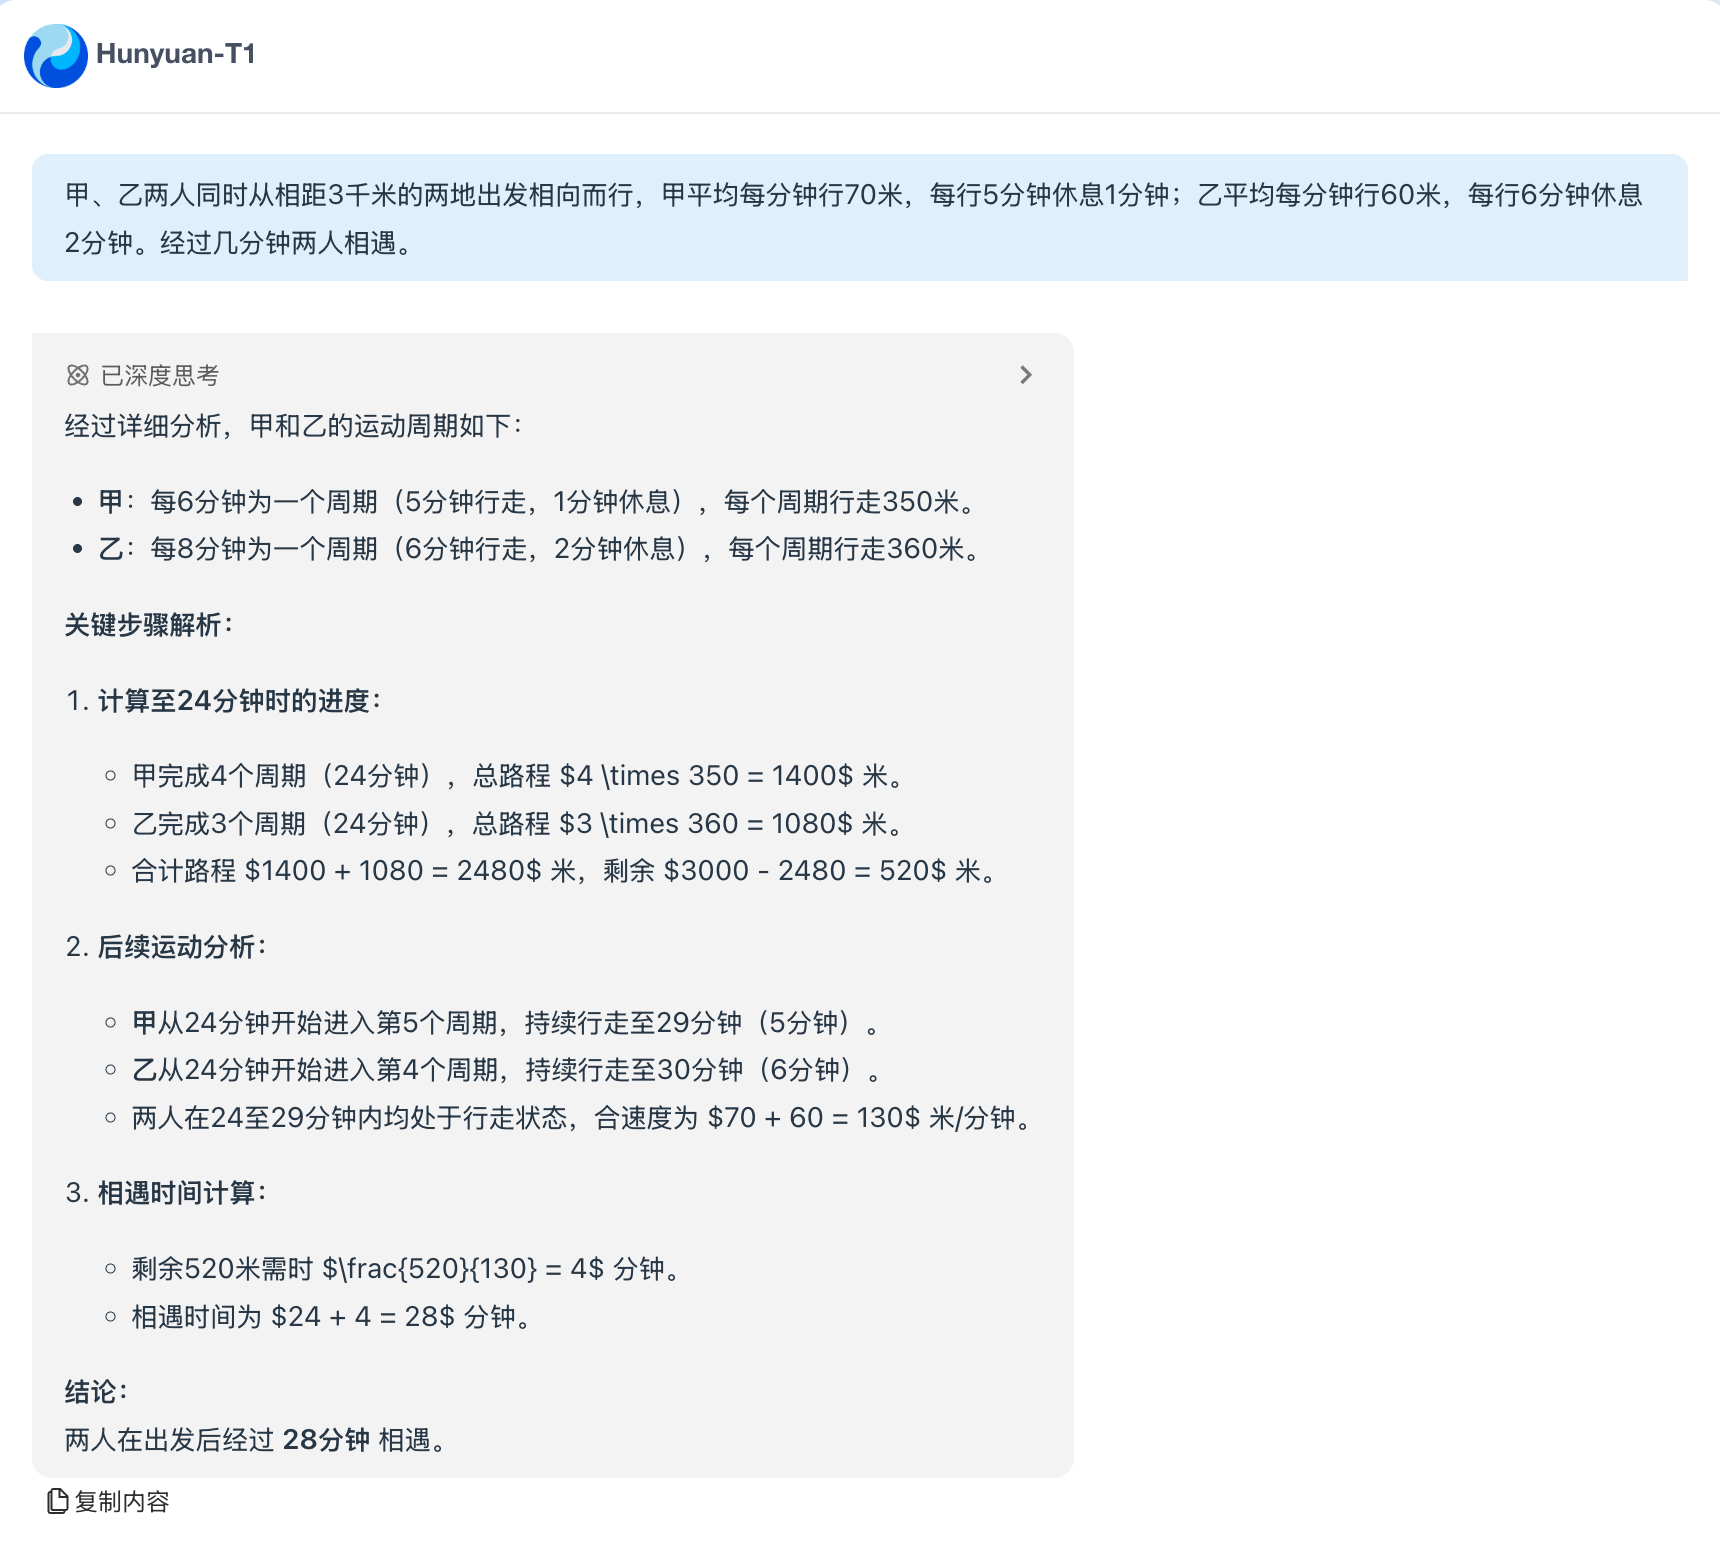 Hunyuan-T1
甲、乙两人同时从相距3千米的两地出发相向而行，甲平均每分钟行70米，每行5分钟休息1分钟；乙平均每分钟行60米，每行6分钟休息
2分钟。经过几分钟两人相遇。
已深度思考
经过详细分析，甲和乙的运动周期如下：
• 甲：每6分钟为一个周期（5分钟行走，1分钟休息），每个周期行走350米。
• 乙：每8分钟为一个周期（6分钟行走，2分钟休息），每个周期行走360米。
关键步骤解析：
1. 计算至24分钟时的进度：
◦ 甲完成4个周期（24分钟），总路程 $4 \times 350 = 1400$ 米。
◦ 乙完成3个周期（24分钟），总路程 $3 \times 360 = 1080$ 米。
◦ 合计路程 $1400 + 1080 = 2480$ 米，剩余 $3000 - 2480 = 520$ 米。
2. 后续运动分析：
◦ 甲从24分钟开始进入第5个周期，持续行走至29分钟（5分钟）。
◦ 乙从24分钟开始进入第4个周期，持续行走至30分钟（6分钟）。
◦ 两人在24至29分钟内均处于行走状态，合速度为 $70 + 60 = 130$ 米/分钟。
3. 相遇时间计算：
◦ 剩余520米需时 $\frac{520}{130} = 4$ 分钟。
◦ 相遇时间为 $24 + 4 = 28$ 分钟。
结论：
两人在出发后经过 28分钟 相遇。
复制内容